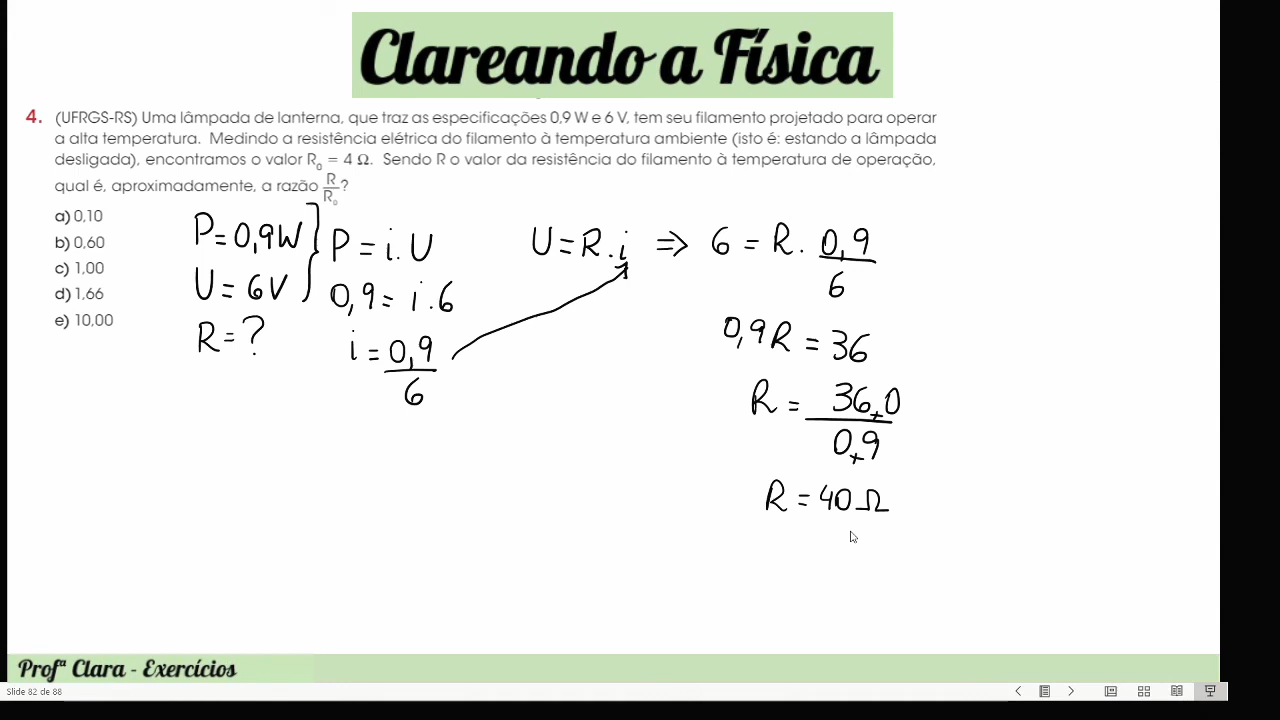 Clareando a Física
4. (UFRGS-RS) Uma lâmpada de lanterna, que traz as especificações 0,9 W e 6 V, tem seu filamento projetado para operar
a alta temperatura. Medindo a resistência elétrica do filamento à temperatura ambiente (isto é: estando a lâmpada
desligada), encontramos o valor R₀ = 4 Ω. Sendo R o valor da resistência do filamento à temperatura de operação,
qual é, aproximadamente, a razão R/R₀?
a) 0,10
b) 0,60
c) 1,00
d) 1,66
e) 10,00
P = 0,9W
U = 6V
R = ?
P = i.U
0,9 = i.6
i = 0,9/6
U = R.i ⇒ 6 = R. 0,9/6
0,9R = 36
R = 36,0/0,9
R = 40 Ω
Profª Clara - Exercícios
Slide 82 de 88